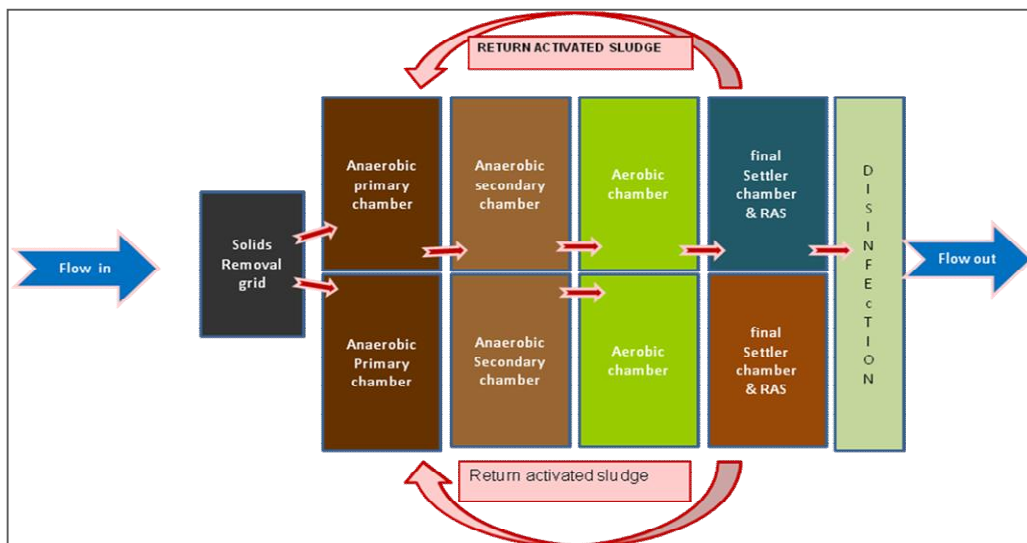 RETURN ACTIVATED SLUDGE
Flow in
Solids
Removal
grid
Anaerobic
primary
chamber
Anaerobic
secondary
chamber
Aerobic
chamber
final
Settler
chamber
& RAS
Anaerobic
Primary
chamber
Anaerobic
Secondary
chamber
Aerobic
chamber
final
Settler
chamber
& RAS
D
I
S
I
N
F
E
c
T
I
O
N
Flow out
Return activated sludge